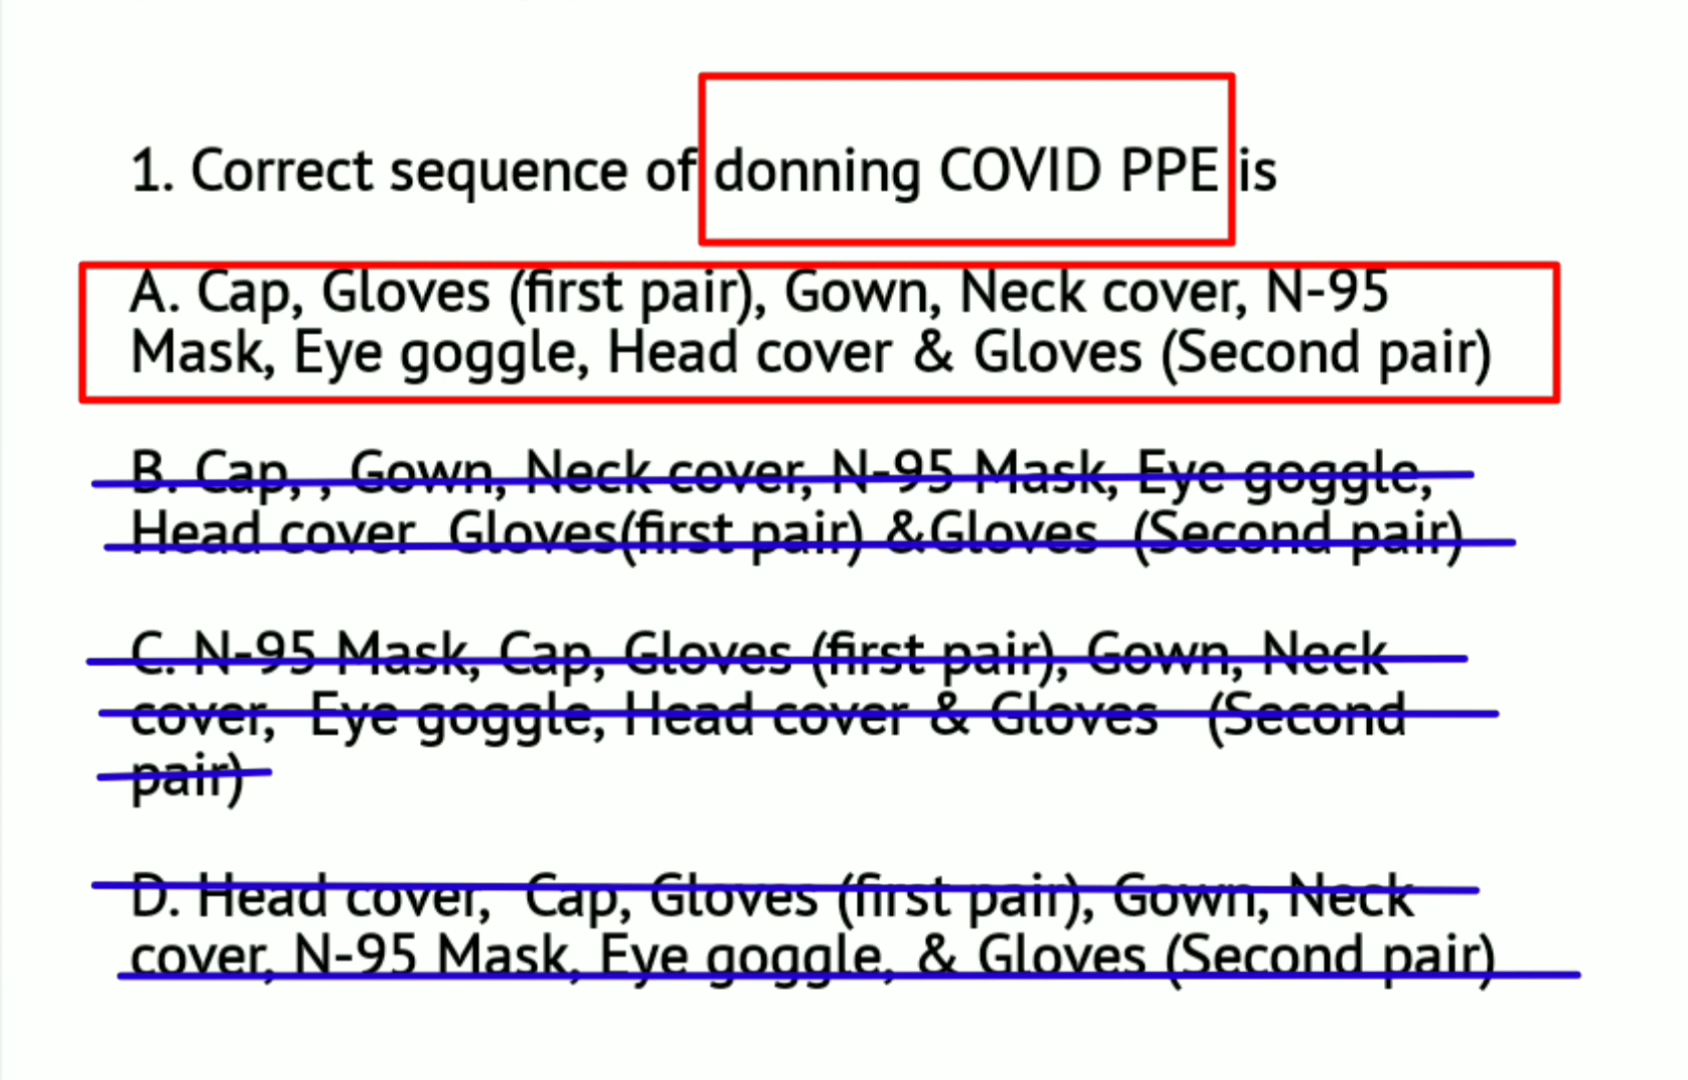 1. Correct sequence of donning COVID PPE is
A. Cap, Gloves (first pair), Gown, Neck cover, N-95
Mask, Eye goggle, Head cover & Gloves (Second pair)
B. Cap, , Gown, Neck cover, N-95 Mask, Eye goggle,
Head cover  Gloves(first pair) &Gloves  (Second pair)
C. N-95 Mask, Cap, Gloves (first pair), Gown, Neck
cover,  Eye goggle, Head cover & Gloves   (Second
pair)
D. Head cover,  Cap, Gloves (first pair), Gown, Neck
cover, N-95 Mask, Eye goggle, & Gloves (Second pair)